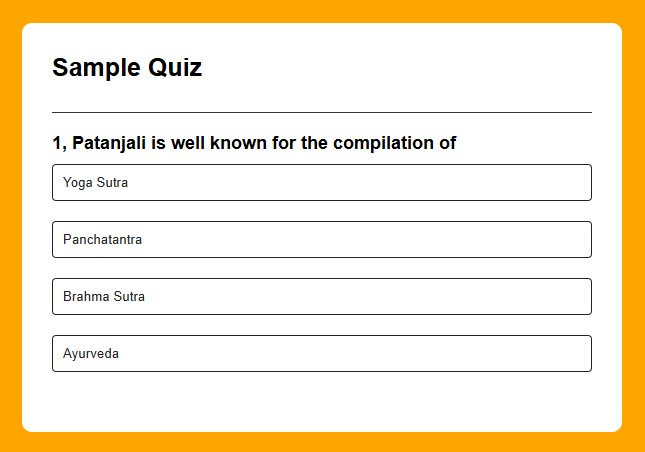 Sample Quiz
1, Patanjali is well known for the compilation of
Yoga Sutra
Panchatantra
Brahma Sutra
Ayurveda